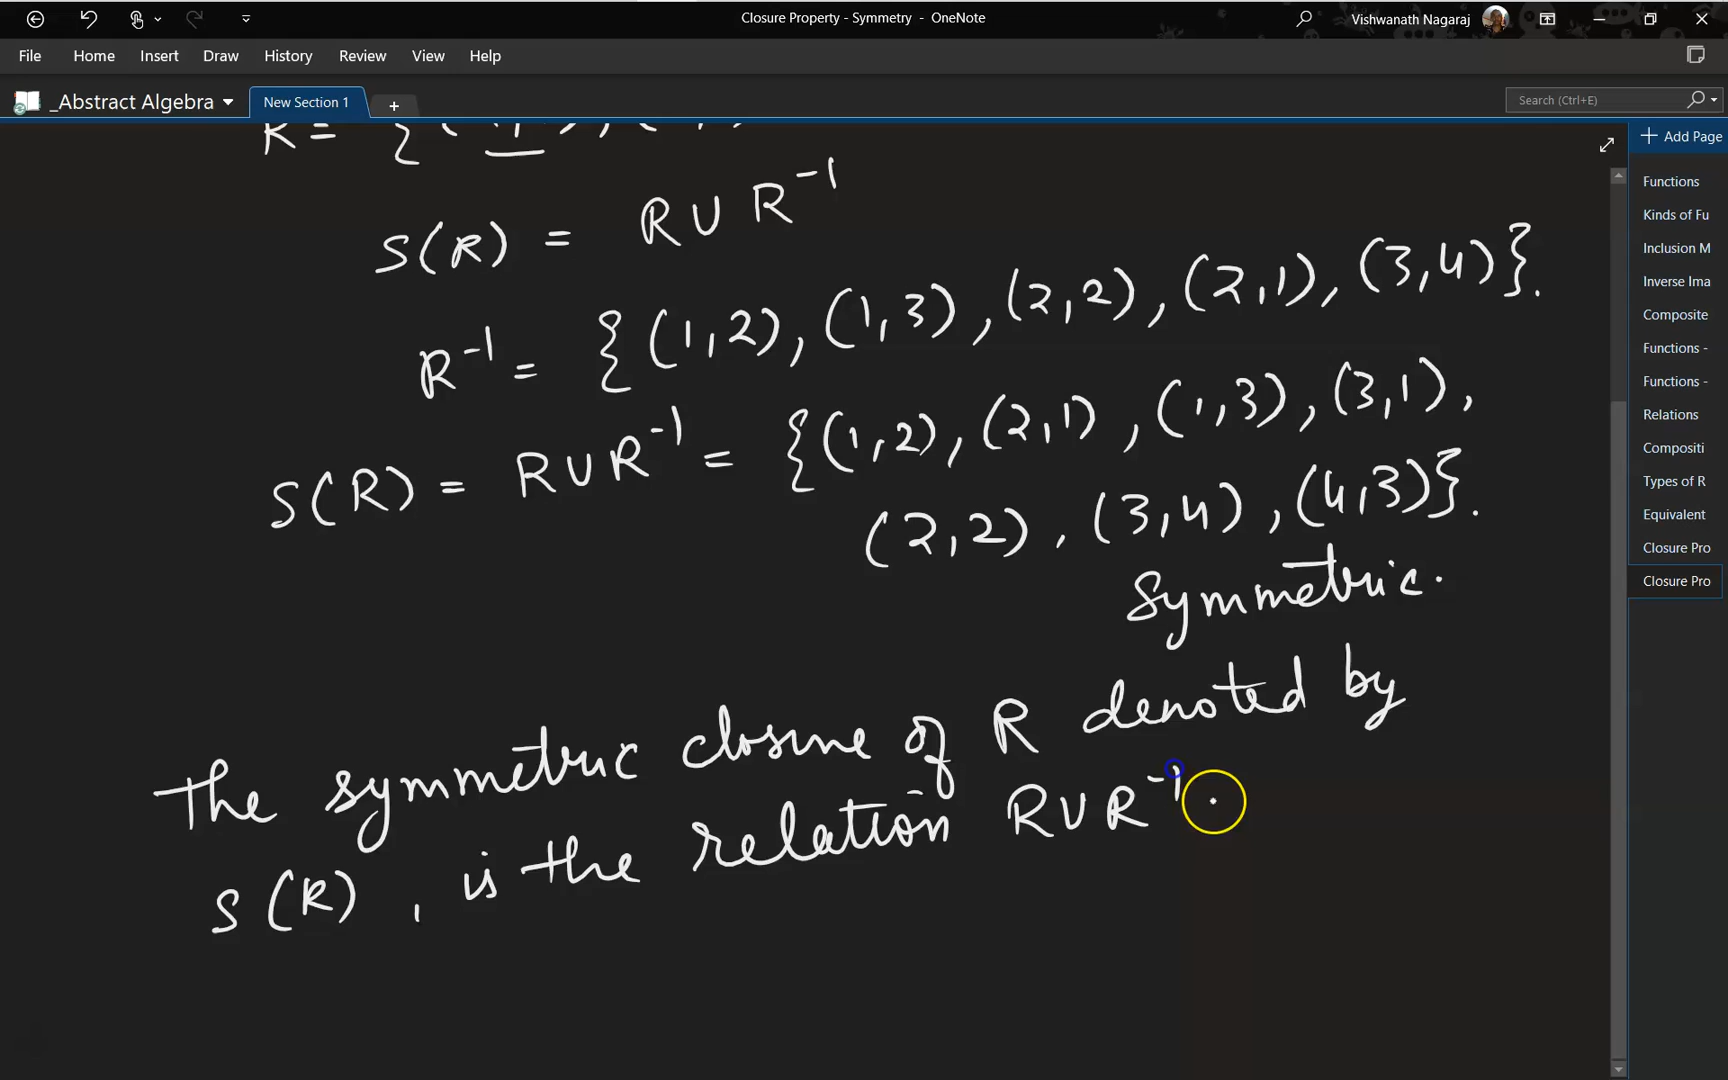 Closure Property - Symmetry - OneNote
Vishwanath Nagaraj
File Home Insert Draw History Review View Help
_Abstract Algebra
New Section 1
+
Search (Ctrl+E)
+ Add Page
R = {
S(R) = R ∪ R⁻¹
R⁻¹ = {(1,2), (1,3), (2,2), (2,1), (3,4)}.
S(R) = R∪R⁻¹ = {(1,2), (2,1), (1,3), (3,1),
(2,2), (3,4), (4,3)}.
Symmetric.
The symmetric closure of R denoted by
S(R), is the relation R∪R⁻¹.
Functions
Kinds of Fu
Inclusion M
Inverse Ima
Composite
Functions -
Functions -
Relations
Compositi
Types of R
Equivalent
Closure Pro
Closure Pro